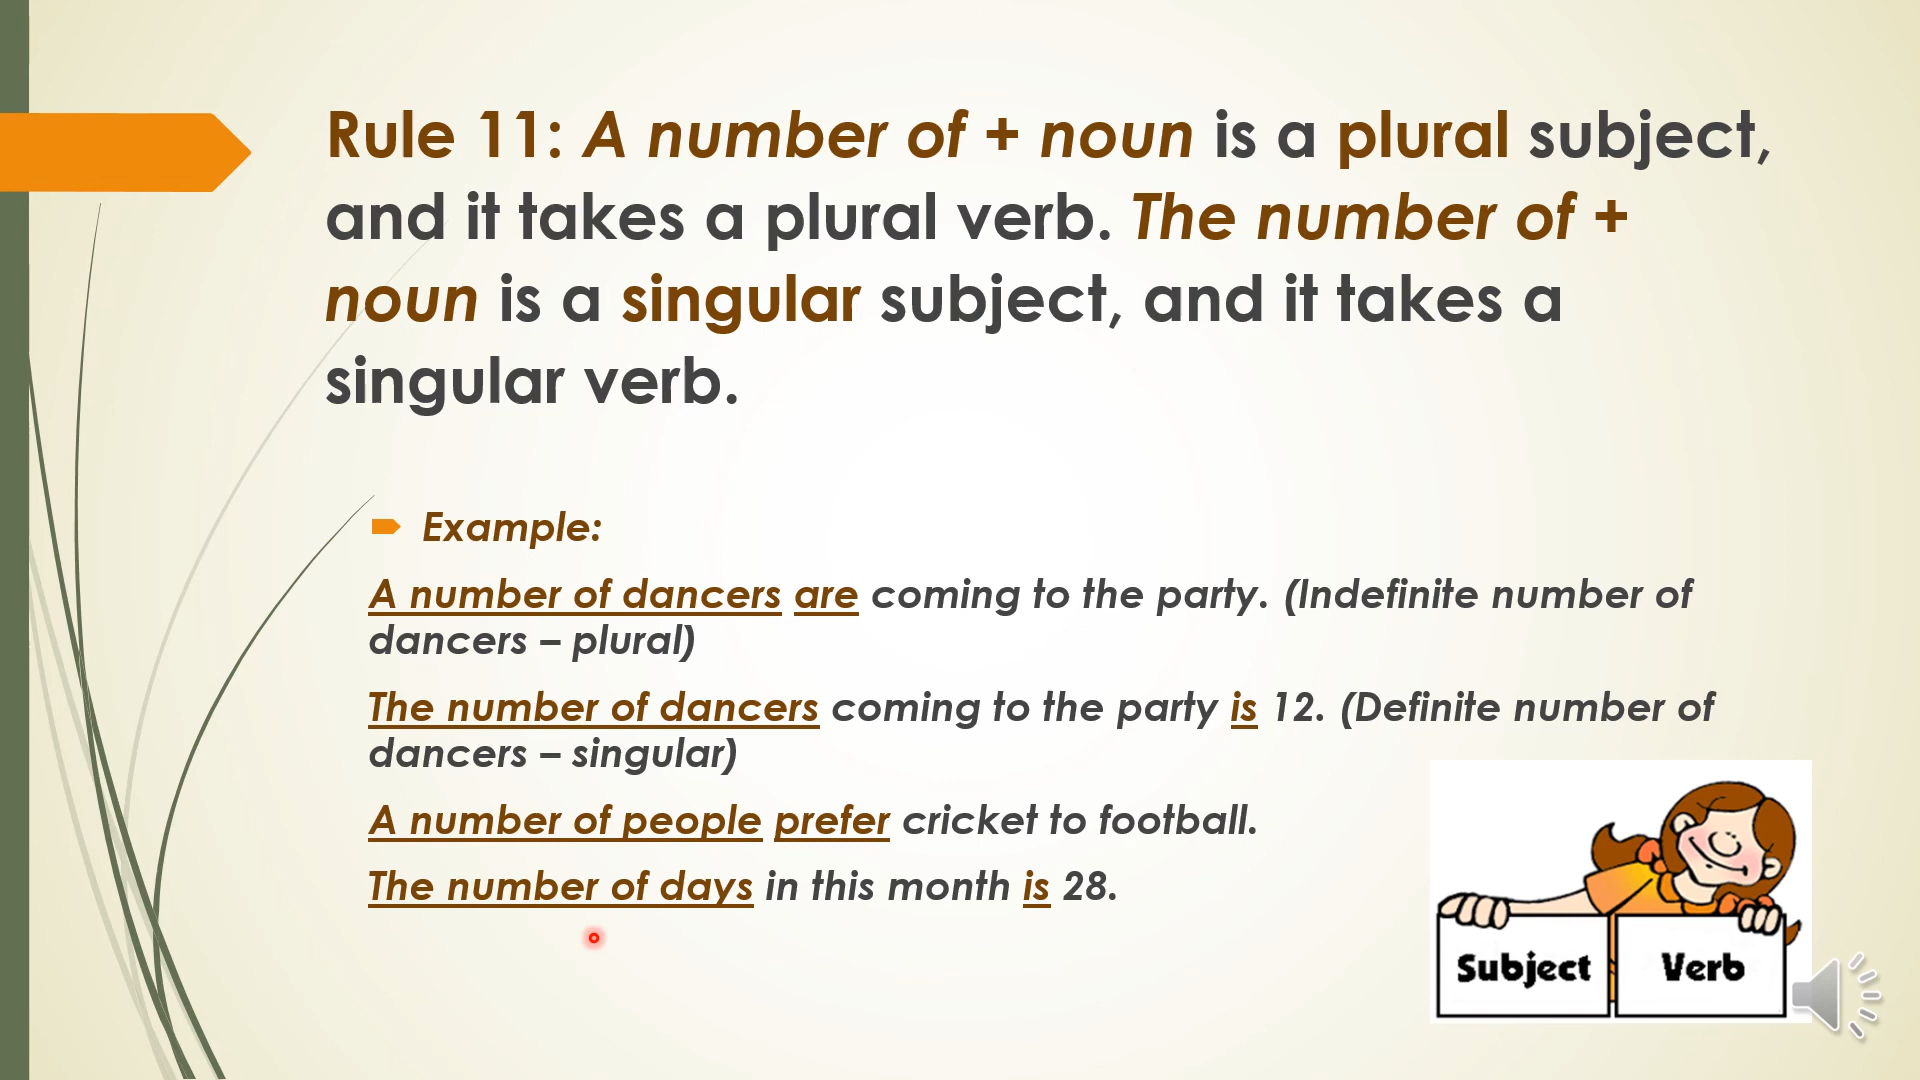 Rule 11: A number of + noun is a plural subject,
and it takes a plural verb. The number of +
noun is a singular subject, and it takes a
singular verb.
Example:
A number of dancers are coming to the party. (Indefinite number of
dancers – plural)
The number of dancers coming to the party is 12. (Definite number of
dancers – singular)
A number of people prefer cricket to football.
The number of days in this month is 28.
Subject Verb